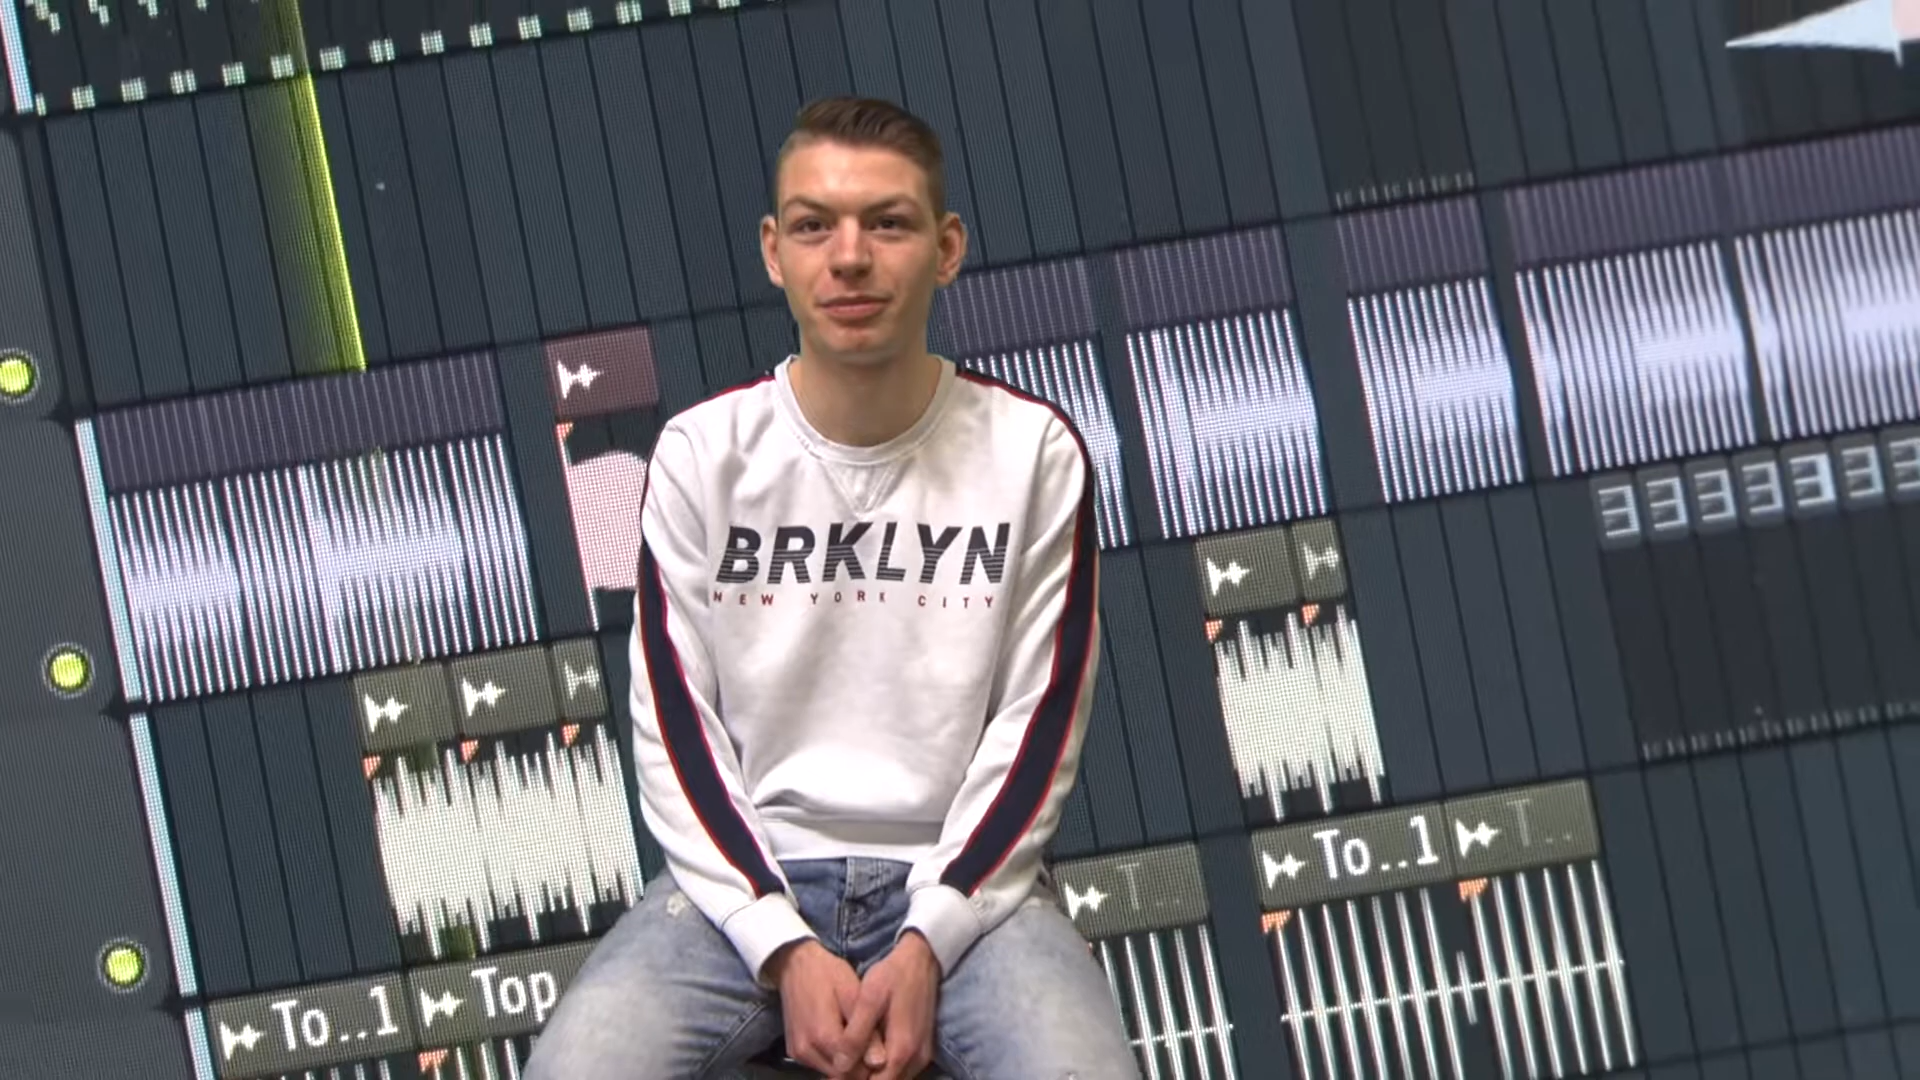 BRKLYN
NEW YORK CITY
To..1
T..
T..
To..1
Top